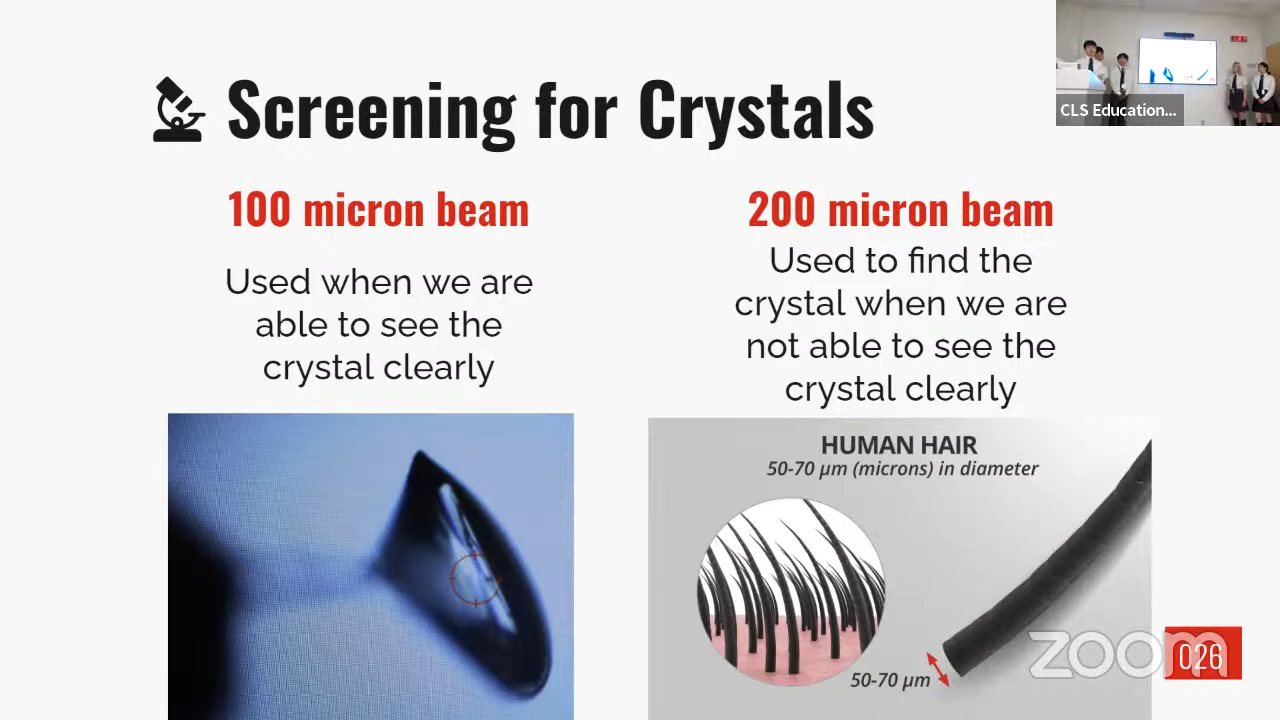 Screening for Crystals
CLS Education...
100 micron beam
Used when we are
able to see the
crystal clearly
200 micron beam
Used to find the
crystal when we are
not able to see the
crystal clearly
HUMAN HAIR
50-70 µm (microns) in diameter
50-70 µm
zoom
026